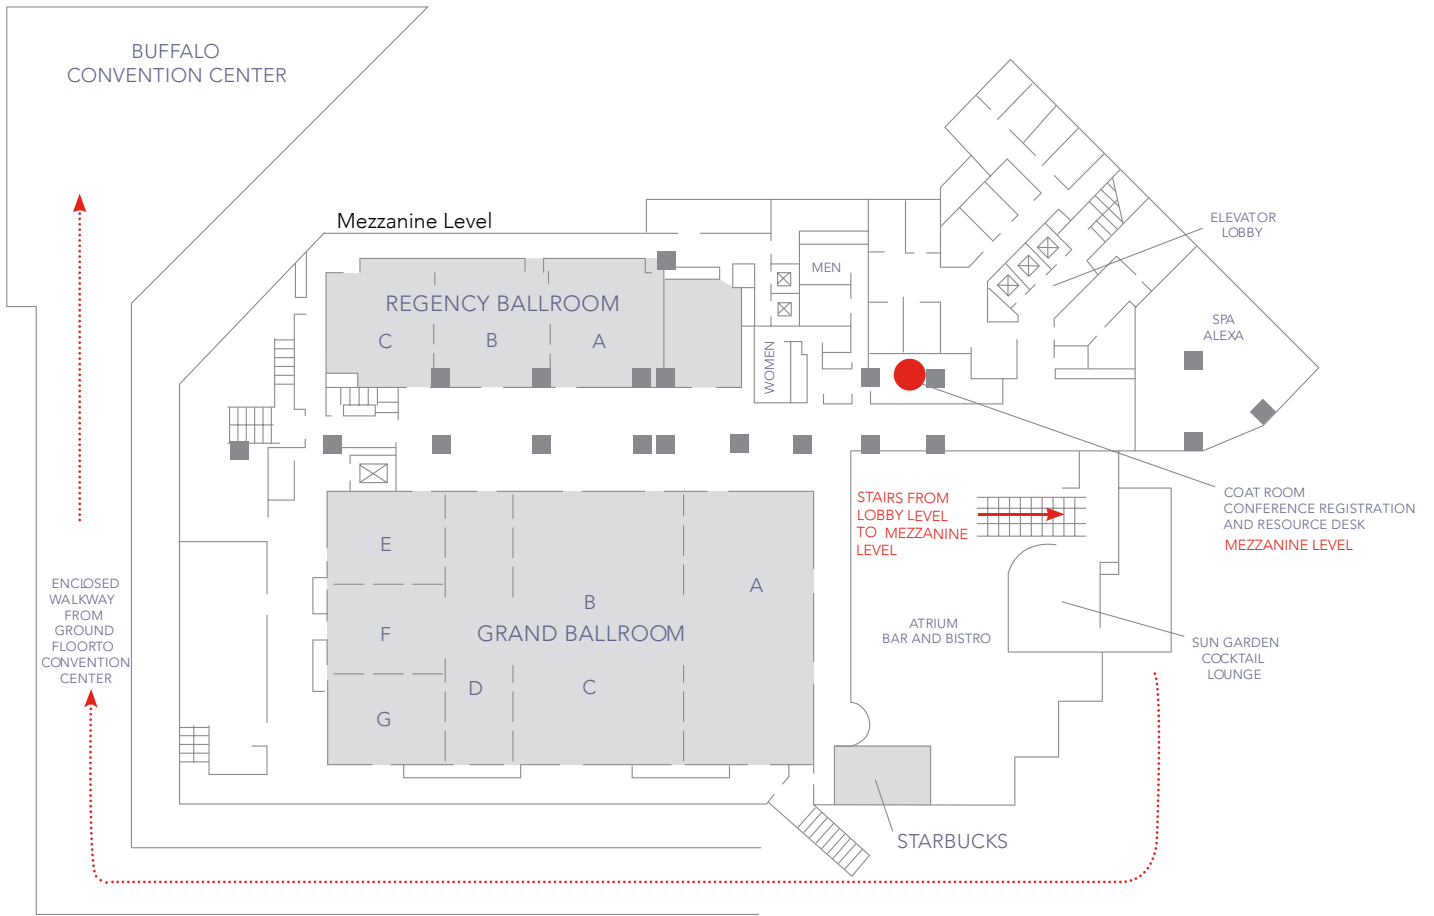 BUFFALO
CONVENTION CENTER
Mezzanine Level
ELEVATOR
LOBBY
MEN
REGENCY BALLROOM
C
B
A
WOMEN
SPA
ALEXA
STAIRS FROM
LOBBY LEVEL
TO MEZZANINE
LEVEL
COAT ROOM
CONFERENCE REGISTRATION
AND RESOURCE DESK
MEZZANINE LEVEL
E
A
B
F
GRAND BALLROOM
D
C
G
ENCLOSED
WALKWAY
FROM
GROUND
FLOORTO
CONVENTION
CENTER
ATRIUM
BAR AND BISTRO
SUN GARDEN
COCKTAIL
LOUNGE
STARBUCKS